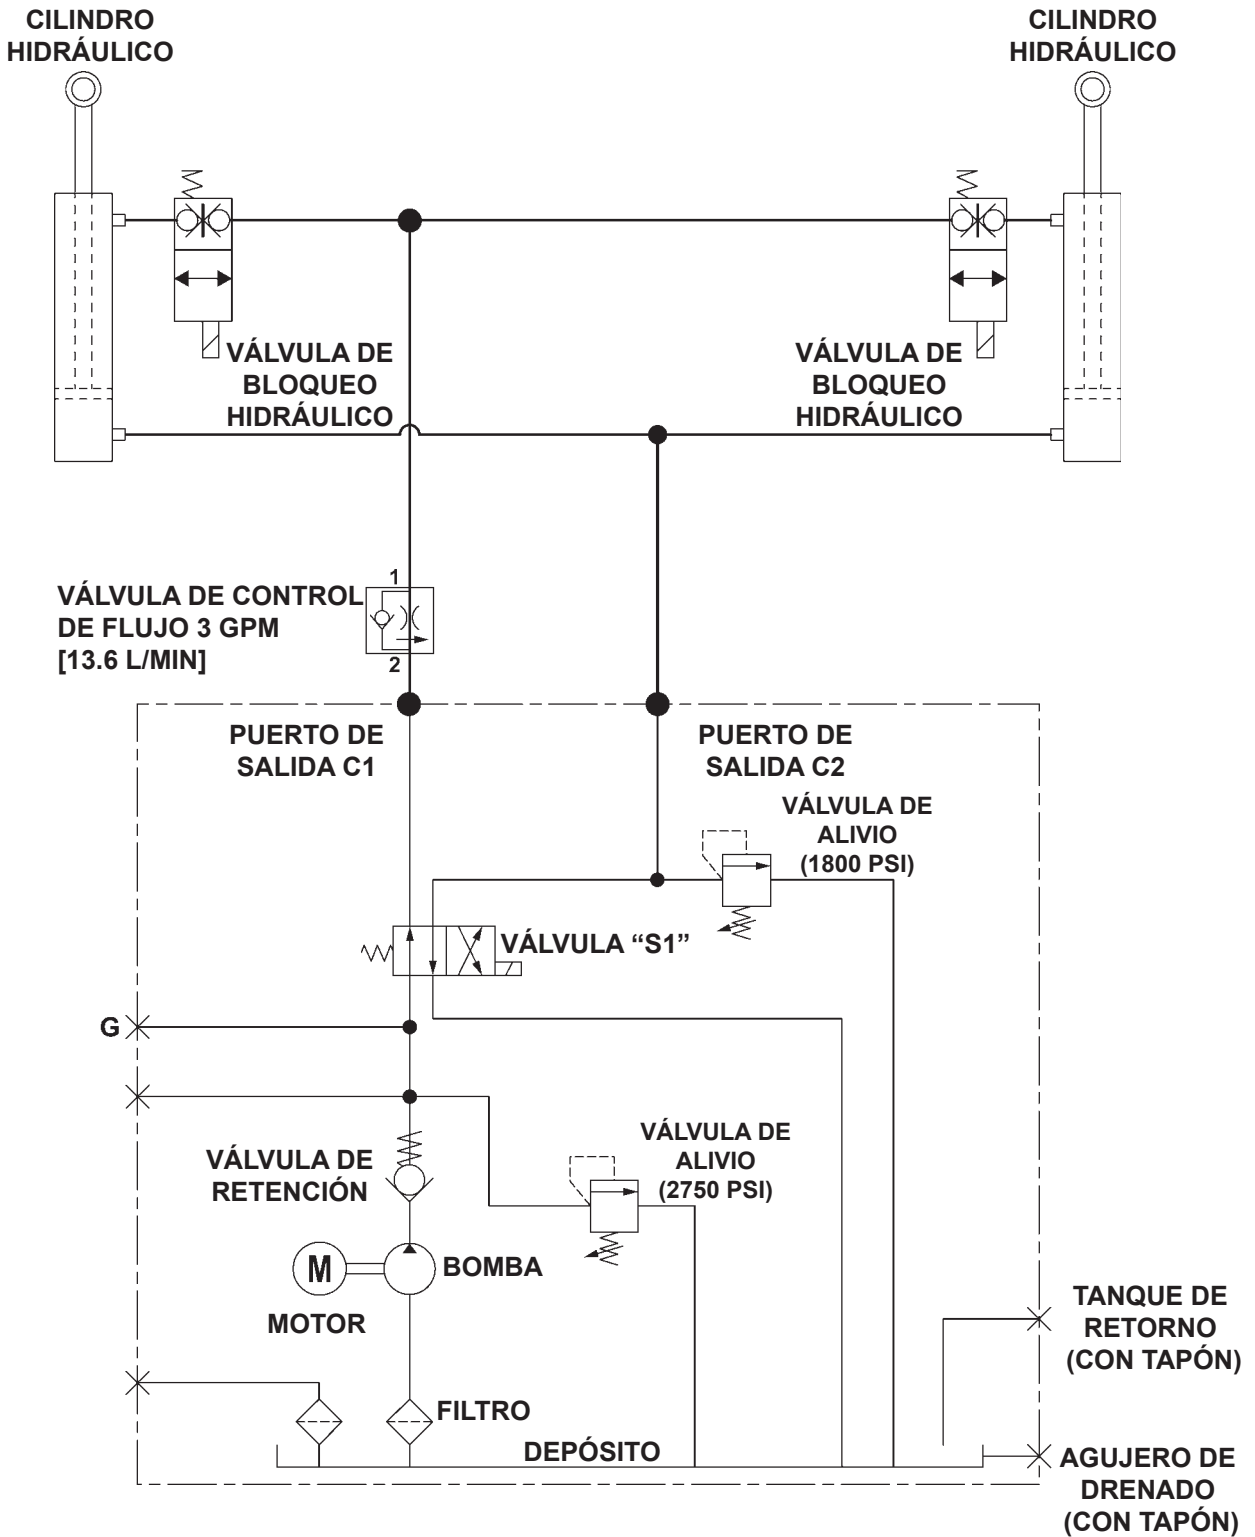 CILINDRO
HIDRÁULICO
CILINDRO
HIDRÁULICO
VÁLVULA DE
BLOQUEO
HIDRÁULICO
VÁLVULA DE
BLOQUEO
HIDRÁULICO
1
VÁLVULA DE CONTROL
DE FLUJO 3 GPM
[13.6 L/MIN]
2
PUERTO DE
SALIDA C1
PUERTO DE
SALIDA C2
VÁLVULA DE
ALIVIO
(1800 PSI)
VÁLVULA “S1”
G
VÁLVULA DE
RETENCIÓN
VÁLVULA DE
ALIVIO
(2750 PSI)
M
BOMBA
MOTOR
TANQUE DE
RETORNO
(CON TAPÓN)
FILTRO
DEPÓSITO
AGUJERO DE
DRENADO
(CON TAPÓN)